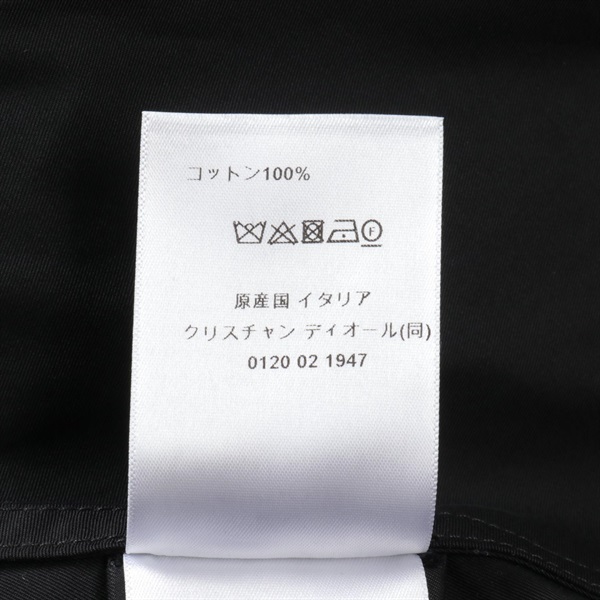 コットン100%
F
原産国 イタリア
クリスチャン ディオール(同)
0120 02 1947